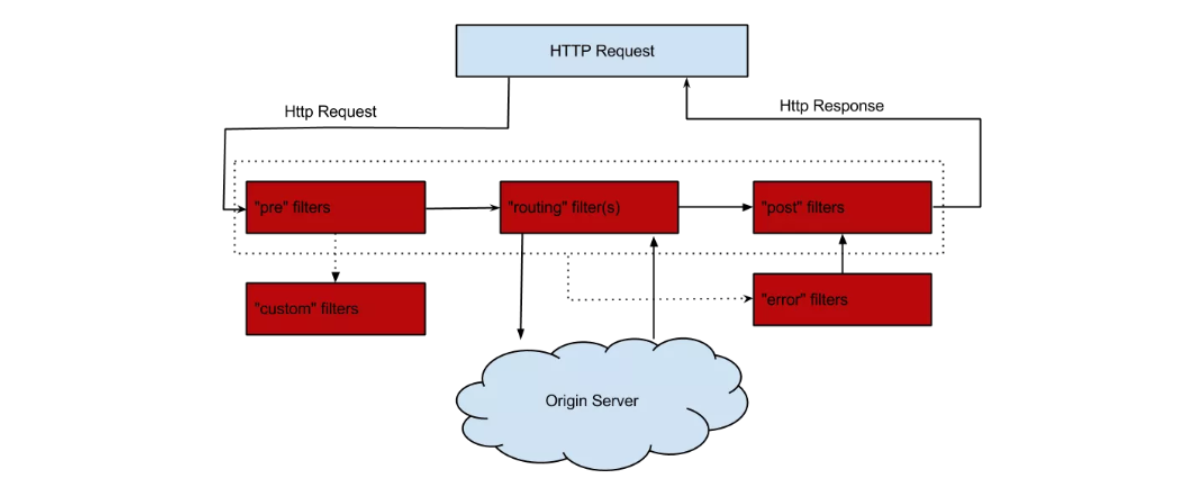 HTTP Request
Http Request
Http Response
"pre" filters
"routing" filter(s)
"post" filters
"custom" filters
"error" filters
Origin Server